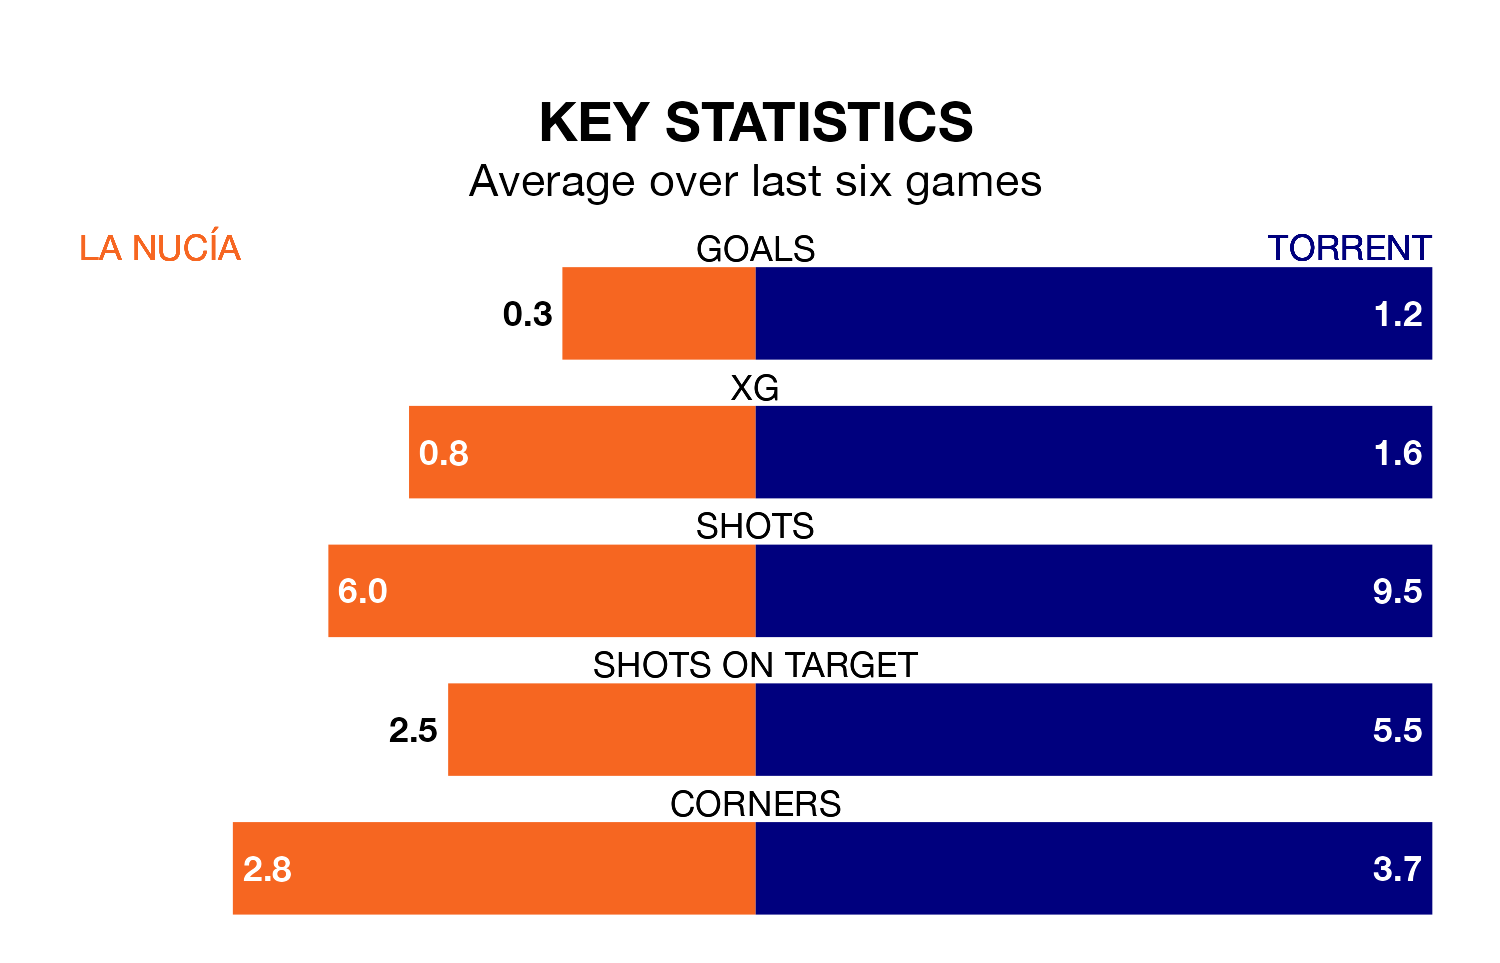 KEY STATISTICS
Average over last six games
LA NUCÍA GOALS TORRENT
0.3 1.2
XG
0.8 1.6
SHOTS
6.0 9.5
SHOTS ON TARGET
2.5 5.5
CORNERS
2.8 3.7